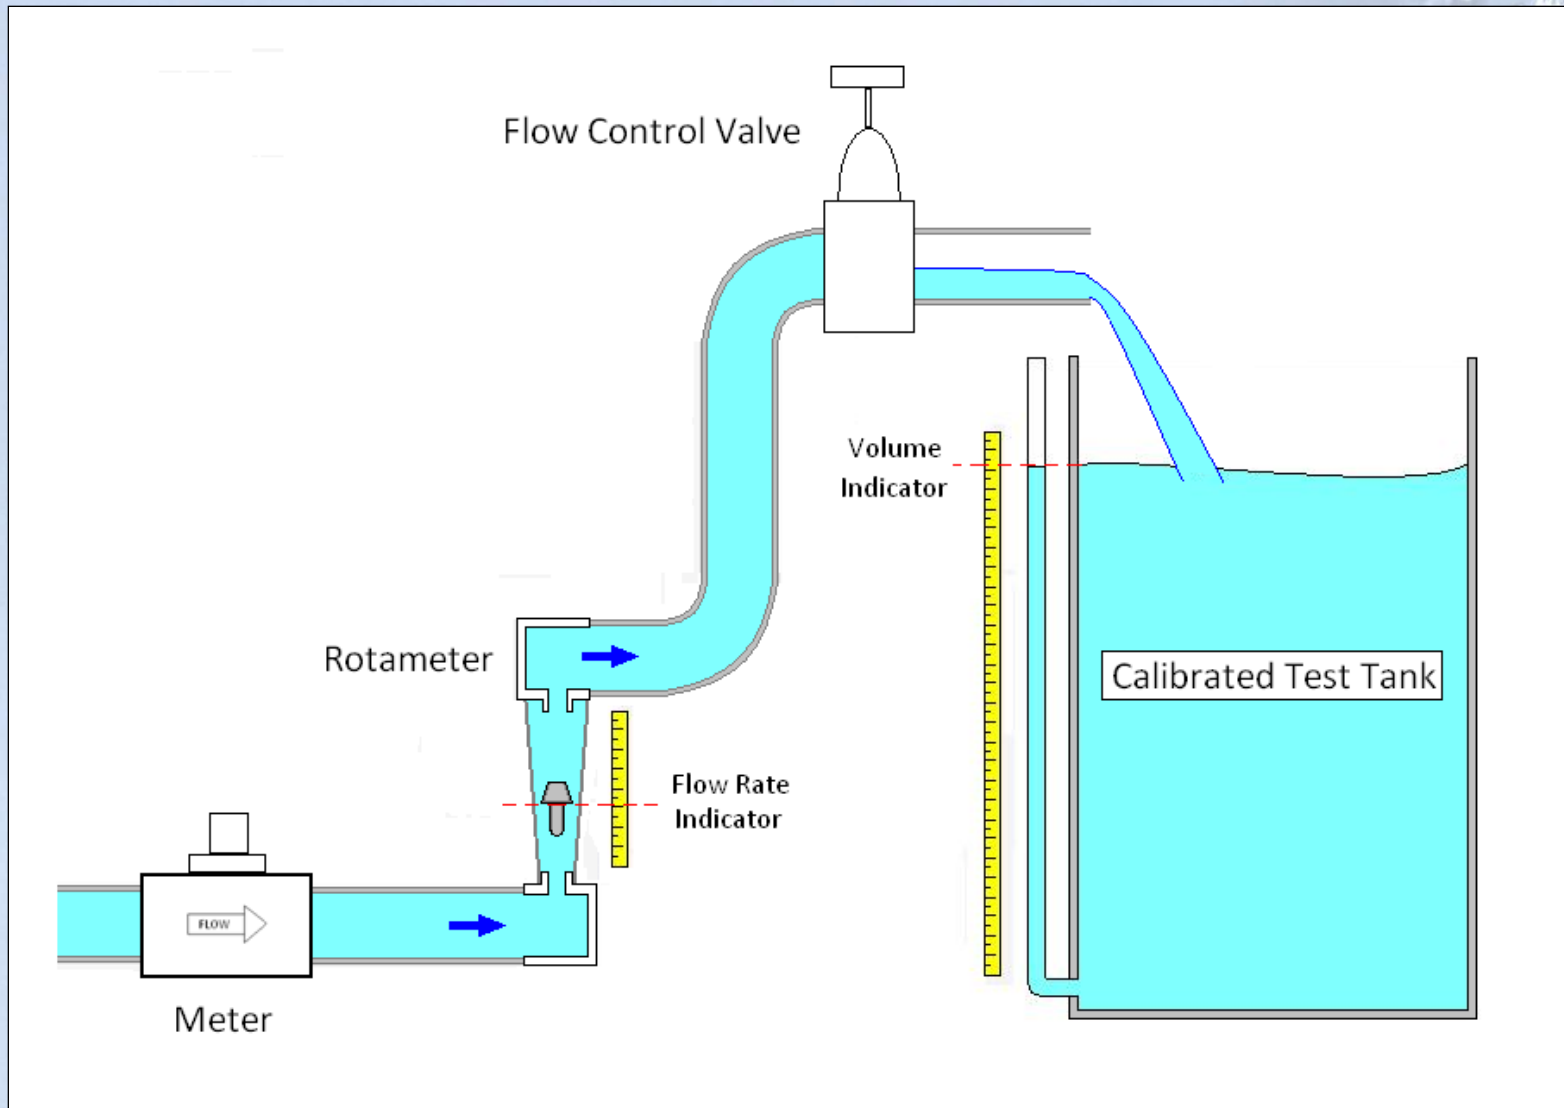 Flow Control Valve
Volume
Indicator
Rotameter
Calibrated Test Tank
Flow Rate
Indicator
FLOW
Meter